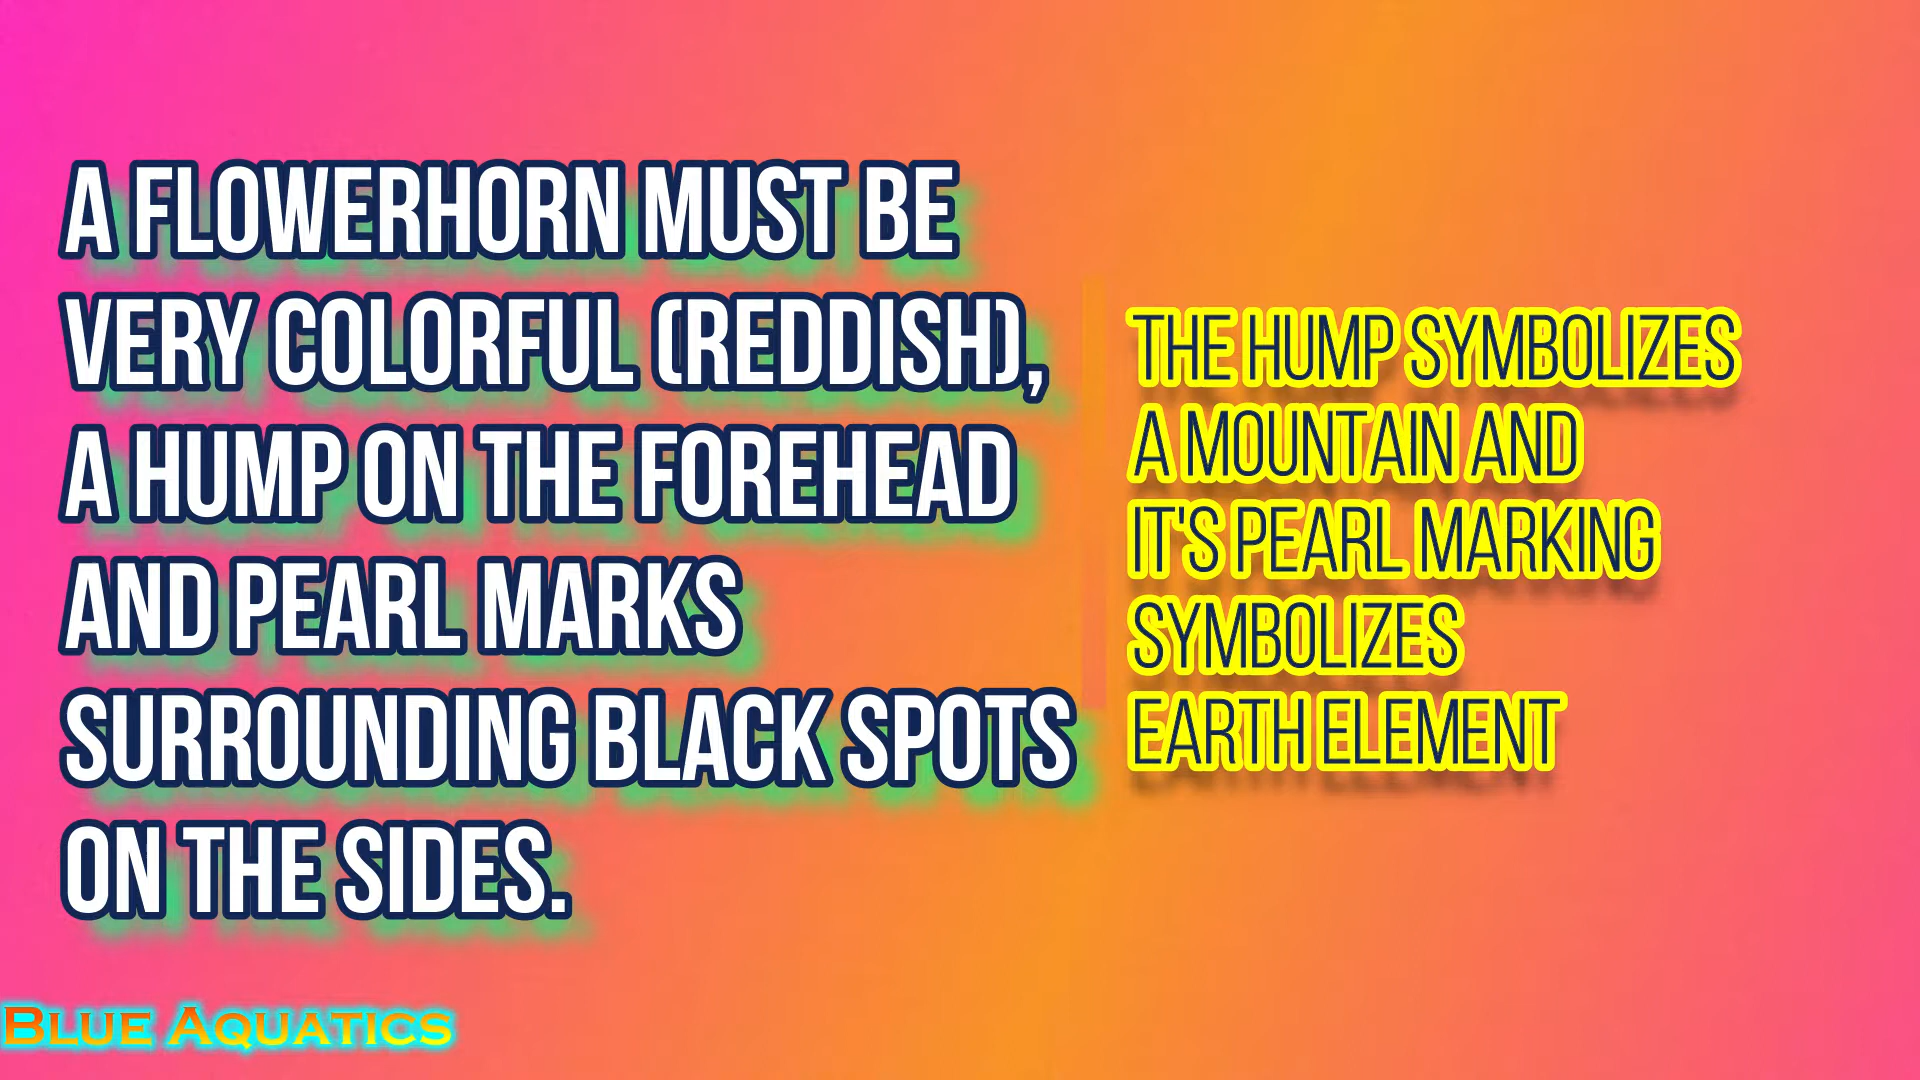 A FLOWERHORN MUST BE
VERY COLORFUL (REDDISH),
A HUMP ON THE FOREHEAD
AND PEARL MARKS
SURROUNDING BLACK SPOTS
ON THE SIDES.
THE HUMP SYMBOLIZES
A MOUNTAIN AND
IT'S PEARL MARKING
SYMBOLIZES
EARTH ELEMENT
BLUE AQUATICS